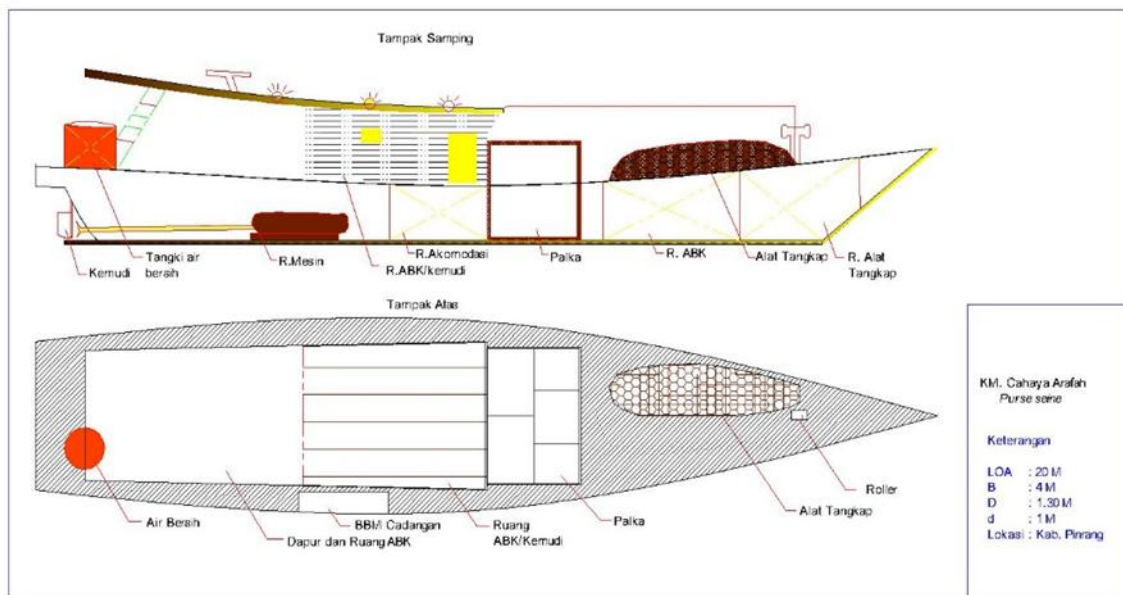 Tampak Samping
Kemudi
Tangki air
bersih
R.Mesin
R.Akomodasi
R.ABK/kemudi
Palka
R. ABK
Alat Tangkap
R. Alat
Tangkap
Tampak Atas
Air Bersih
Dapur dan Ruang ABK
BBM Cadangan
Ruang
ABK/Kemudi
Palka
Alat Tangkap
Roller
KM. Cahaya Arafah
Purse seine
Keterangan
LOA : 20 M
B : 4 M
D : 1.30 M
d : 1 M
Lokasi : Kab. Pinrang